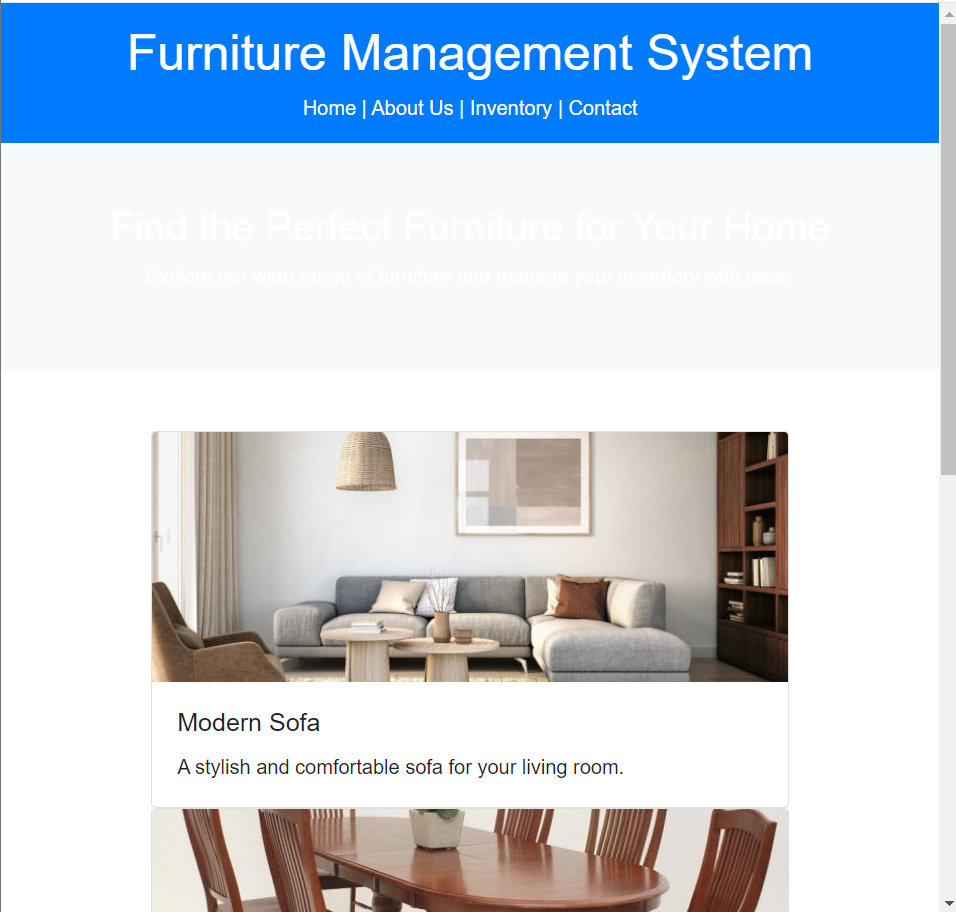 Furniture Management System
Home | About Us | Inventory | Contact
Find the Perfect Furniture for Your Home
Explore our wide range of furniture and manage your inventory with ease.
Modern Sofa
A stylish and comfortable sofa for your living room.